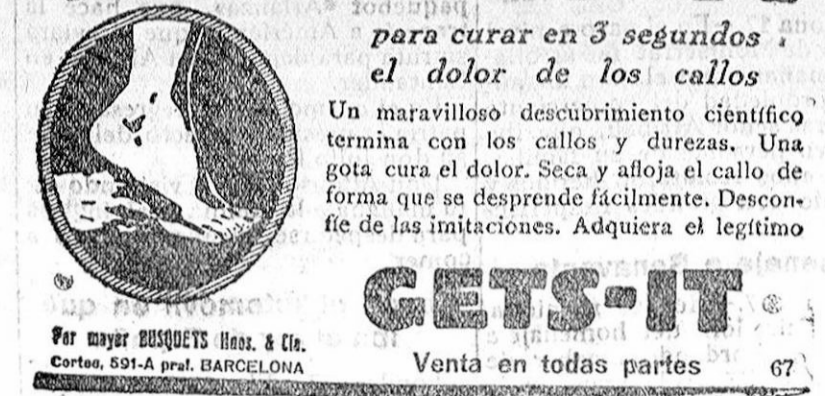 para curar en 3 segundos
el dolor de los callos
Un maravilloso descubrimiento científico
termina con los callos y durezas. Una
gota cura el dolor. Seca y afloja el callo de
forma que se desprende fácilmente. Descon-
fíe de las imitaciones. Adquiera el legítimo
GETS-IT
Por mayor BUSQUETS Hnos. & Cía.
Cortes, 591-A pral. BARCELONA
Venta en todas partes
67